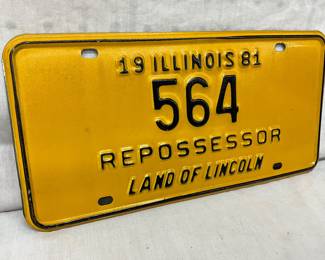 19 ILLINOIS 81
564
REPOSSESSOR
LAND OF LINCOLN